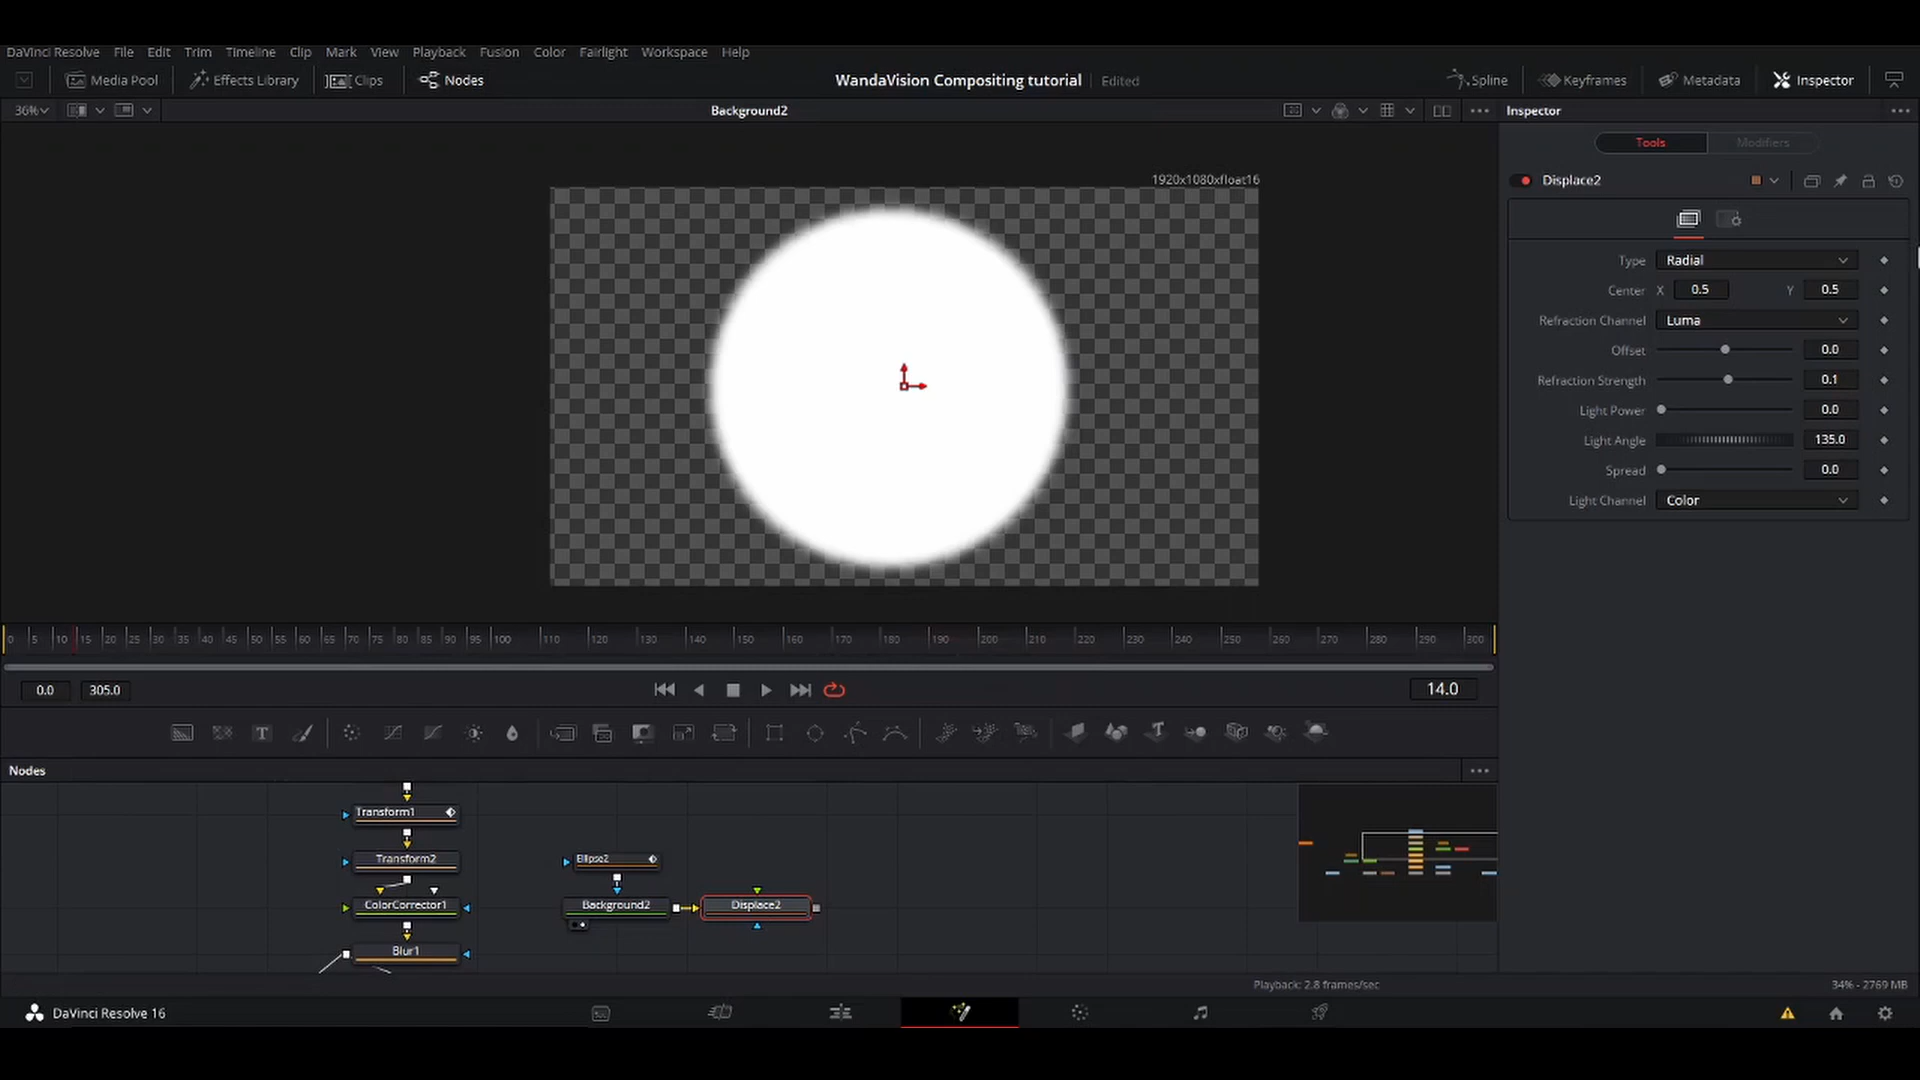 DaVinci Resolve File Edit Trim Timeline Clip Mark View Playback Fusion Color Fairlight Workspace Help
Media Pool Effects Library Clips Nodes WandaVision Compositing tutorial Edited Spline Keyframes Metadata Inspector
36% Background2 Inspector
Tools Modifiers
1920x1080xfloat16
Displace2
Type Radial
Center X 0.5 Y 0.5
Refraction Channel Luma
Offset 0.0
Refraction Strength 0.1
Light Power 0.0
Light Angle 135.0
Spread 0.0
Light Channel Color
0 5 10 15 20 25 30 35 40 45 50 55 60 65 70 75 80 85 90 95 100 110 120 130 140 150 160 170 180 190 200 210 220 230 240 250 260 270 280 290 300
0.0 305.0 14.0
Nodes
Transform1
Transform2 Ellipse2
ColorCorrector1 Background2 Displace2
Blur1
Playback: 2.8 frames/sec 34% - 2769 MB
DaVinci Resolve 16